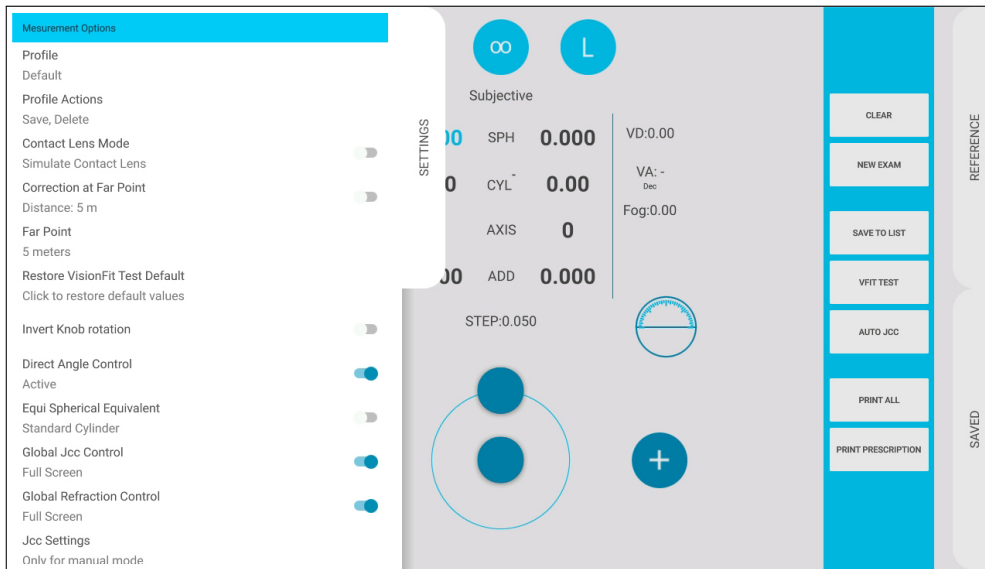 Mesurement Options
Profile
Default
Profile Actions
Save, Delete
Contact Lens Mode
Simulate Contact Lens
Correction at Far Point
Distance: 5 m
Far Point
5 meters
Restore VisionFit Test Default
Click to restore default values
Invert Knob rotation
Direct Angle Control
Active
Equi Spherical Equivalent
Standard Cylinder
Global Jcc Control
Full Screen
Global Refraction Control
Full Screen
Jcc Settings
Only for manual mode
SETTINGS
∞ L
Subjective
00 SPH 0.000
0 CYL- 0.00
AXIS 0
00 ADD 0.000
VD:0.00
VA: -
Dec
Fog:0.00
STEP:0.050
+
CLEAR
NEW EXAM
SAVE TO LIST
VFIT TEST
AUTO JCC
PRINT ALL
PRINT PRESCRIPTION
REFERENCE
SAVED